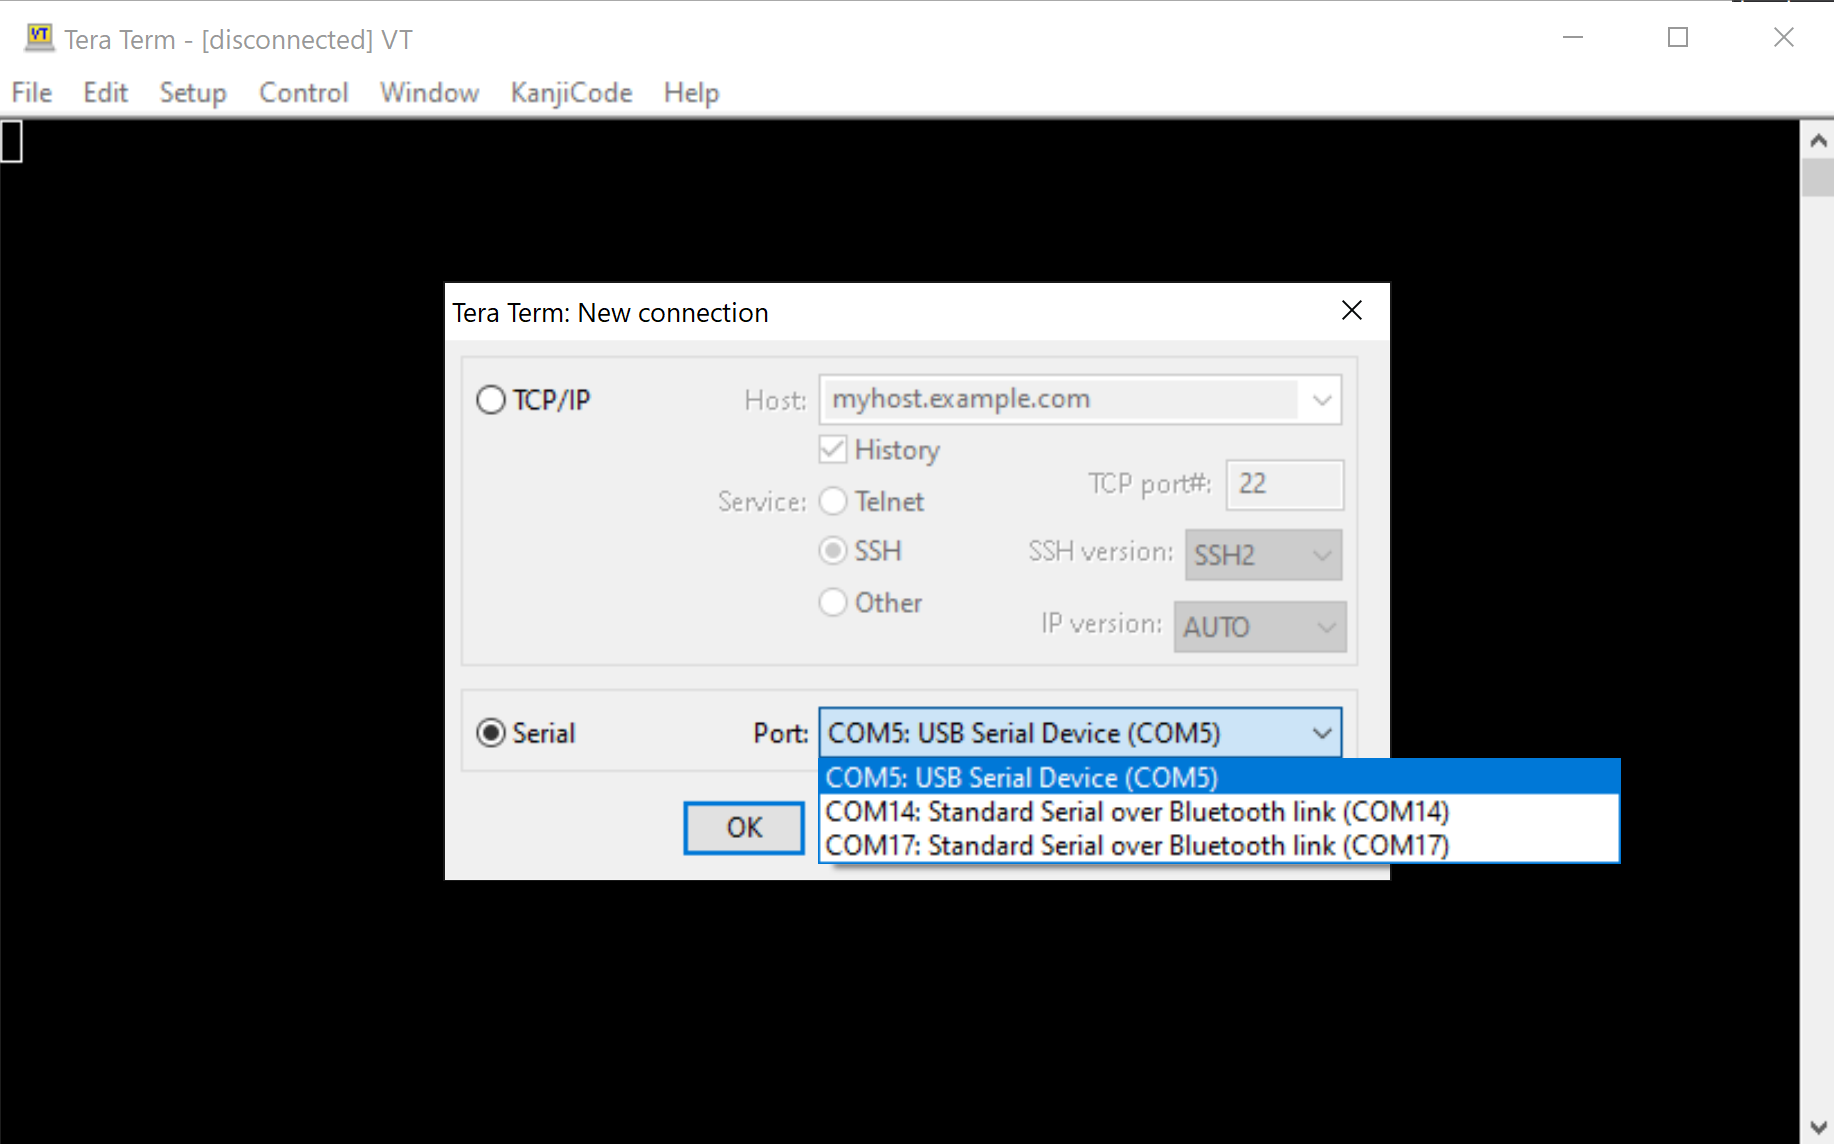 Tera Term - [disconnected] VT
File Edit Setup Control Window KanjiCode Help
Tera Term: New connection
TCP/IP Host: myhost.example.com
History
TCP port#: 22
Service: Telnet
SSH SSH version: SSH2
Other IP version: AUTO
Serial Port: COM5: USB Serial Device (COM5)
COM5: USB Serial Device (COM5)
COM14: Standard Serial over Bluetooth link (COM14)
COM17: Standard Serial over Bluetooth link (COM17)
OK